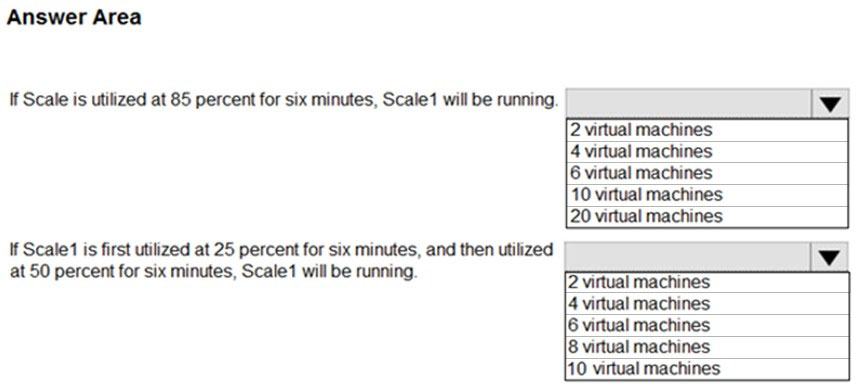 Answer Area
If Scale is utilized at 85 percent for six minutes, Scale1 will be running.
2 virtual machines
4 virtual machines
6 virtual machines
10 virtual machines
20 virtual machines
If Scale1 is first utilized at 25 percent for six minutes, and then utilized
at 50 percent for six minutes, Scale1 will be running.
2 virtual machines
4 virtual machines
6 virtual machines
8 virtual machines
10 virtual machines